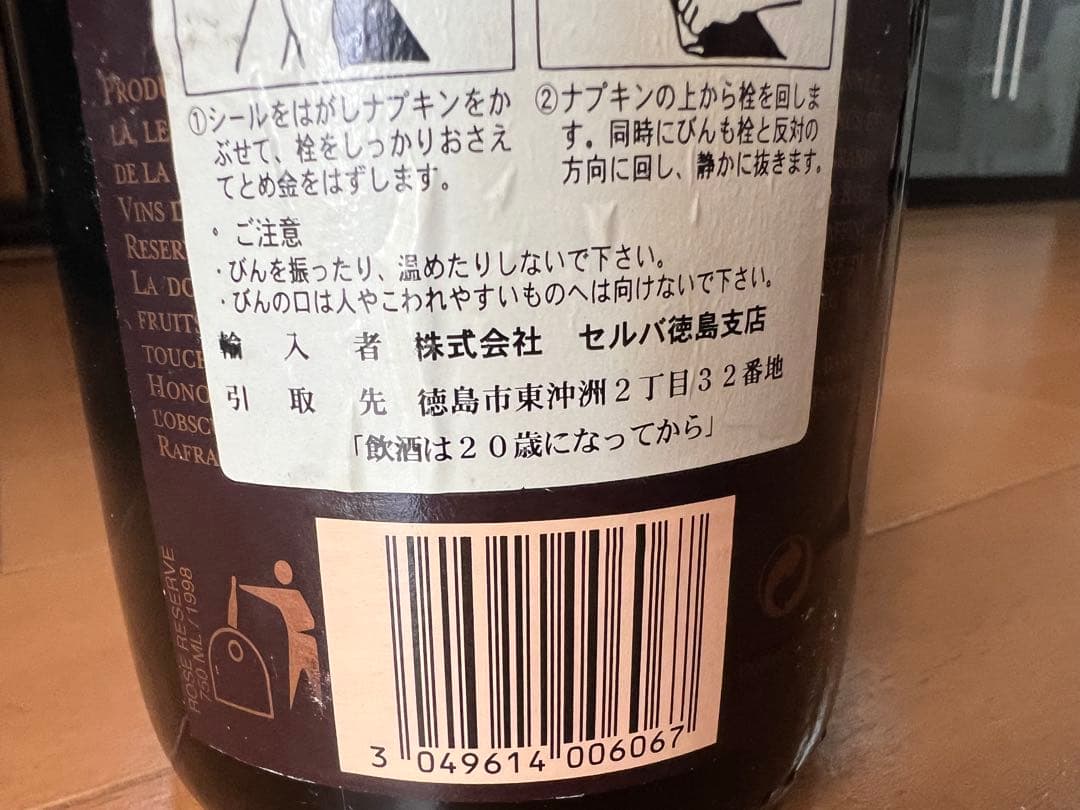 ①シールをはがしナプキンをか
ぶせて、栓をしっかりおさえ
てとめ金をはずします。
②ナプキンの上から栓を回しま
す。同時にびんも栓と反対の
方向に回し、静かに抜きます。
・ご注意
・びんを振ったり、温めたりしないで下さい。
・びんの口は人やこわれやすいものへは向けないで下さい。
輸入者 株式会社 セルバ徳島支店
引取先 徳島市東沖洲2丁目32番地
「飲酒は20歳になってから」
LA, LE
DE LA
VINS
LA
FRUITS
RESERVE
ROSE RESERVE
750 ML / 1998
3 049614 006067